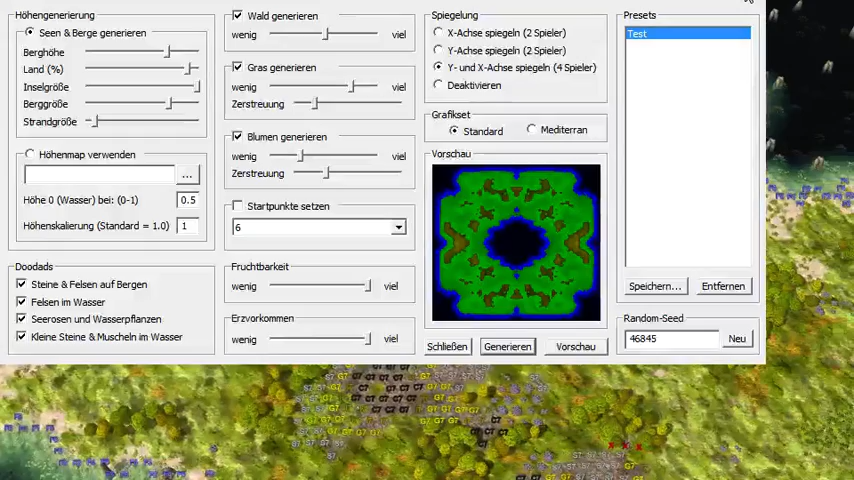 Höhengenerierung
Seen & Berge generieren
Berghöhe
Land (%)
Inselgröße
Berggröße
Strandgröße
Höhenmap verwenden
...
Höhe 0 (Wasser) bei: (0-1) 0.5
Höhenskalierung (Standard = 1.0) 1
Doodads
Steine & Felsen auf Bergen
Felsen im Wasser
Seerosen und Wasserpflanzen
Kleine Steine & Muscheln im Wasser
Wald generieren
wenig viel
Gras generieren
wenig viel
Zerstreuung
Blumen generieren
wenig viel
Zerstreuung
Startpunkte setzen
6
Fruchtbarkeit
wenig viel
Erzvorkommen
wenig viel
Spiegelung
X-Achse spiegeln (2 Spieler)
Y-Achse spiegeln (2 Spieler)
Y- und X-Achse spiegeln (4 Spieler)
Deaktivieren
Grafikset
Standard Mediterran
Vorschau
Schließen Generieren Vorschau
Presets
Test
Speichern... Entfernen
Random-Seed
46845 Neu